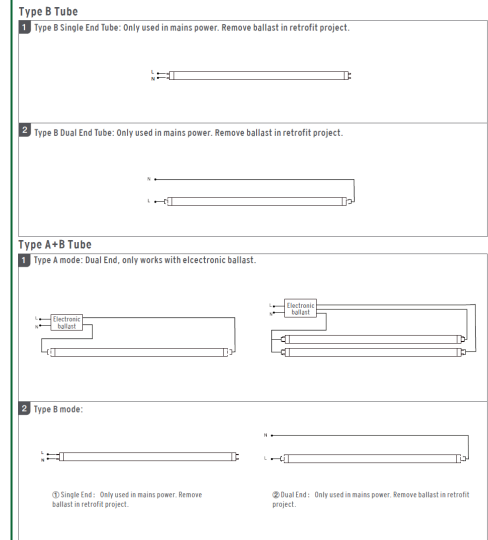 Type B Tube
1 Type B Single End Tube: Only used in mains power. Remove ballast in retrofit project.
L
N
2 Type B Dual End Tube: Only used in mains power. Remove ballast in retrofit project.
N
L
Type A+B Tube
1 Type A mode: Dual End, only works with elcectronic ballast.
L
N
Electronic
ballast
L
N
Electronic
ballast
2 Type B mode:
L
N
N
L
① Single End: Only used in mains power. Remove
ballast in retrofit project.
② Dual End: Only used in mains power. Remove ballast in retrofit
project.